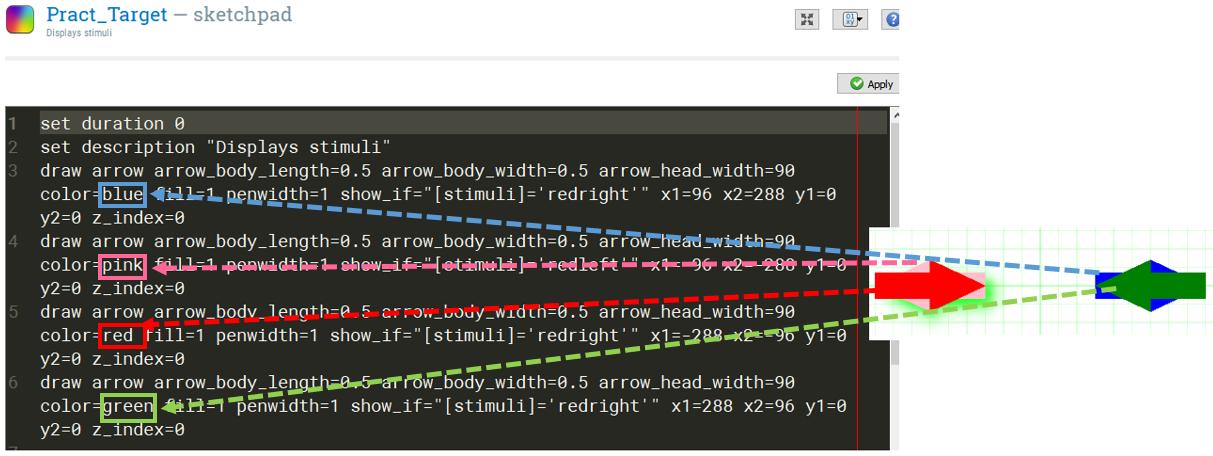 Pract_Target — sketchpad
Displays stimuli
01
xy
?
Apply
1 set duration 0
2 set description "Displays stimuli"
3 draw arrow arrow_body_length=0.5 arrow_body_width=0.5 arrow_head_width=90
color=blue fill=1 penwidth=1 show_if="[stimuli]='redright'" x1=96 x2=288 y1=0
y2=0 z_index=0
4 draw arrow arrow_body_length=0.5 arrow_body_width=0.5 arrow_head_width=90
color=pink fill=1 penwidth=1 show_if="[stimuli]='redleft'" x1=-96 x2=-288 y1=0
y2=0 z_index=0
5 draw arrow arrow_body_length=0.5 arrow_body_width=0.5 arrow_head_width=90
color=red fill=1 penwidth=1 show_if="[stimuli]='redright'" x1=-288 x2=-96 y1=0
y2=0 z_index=0
6 draw arrow arrow_body_length=0.5 arrow_body_width=0.5 arrow_head_width=90
color=green fill=1 penwidth=1 show_if="[stimuli]='redright'" x1=288 x2=96 y1=0
y2=0 z_index=0